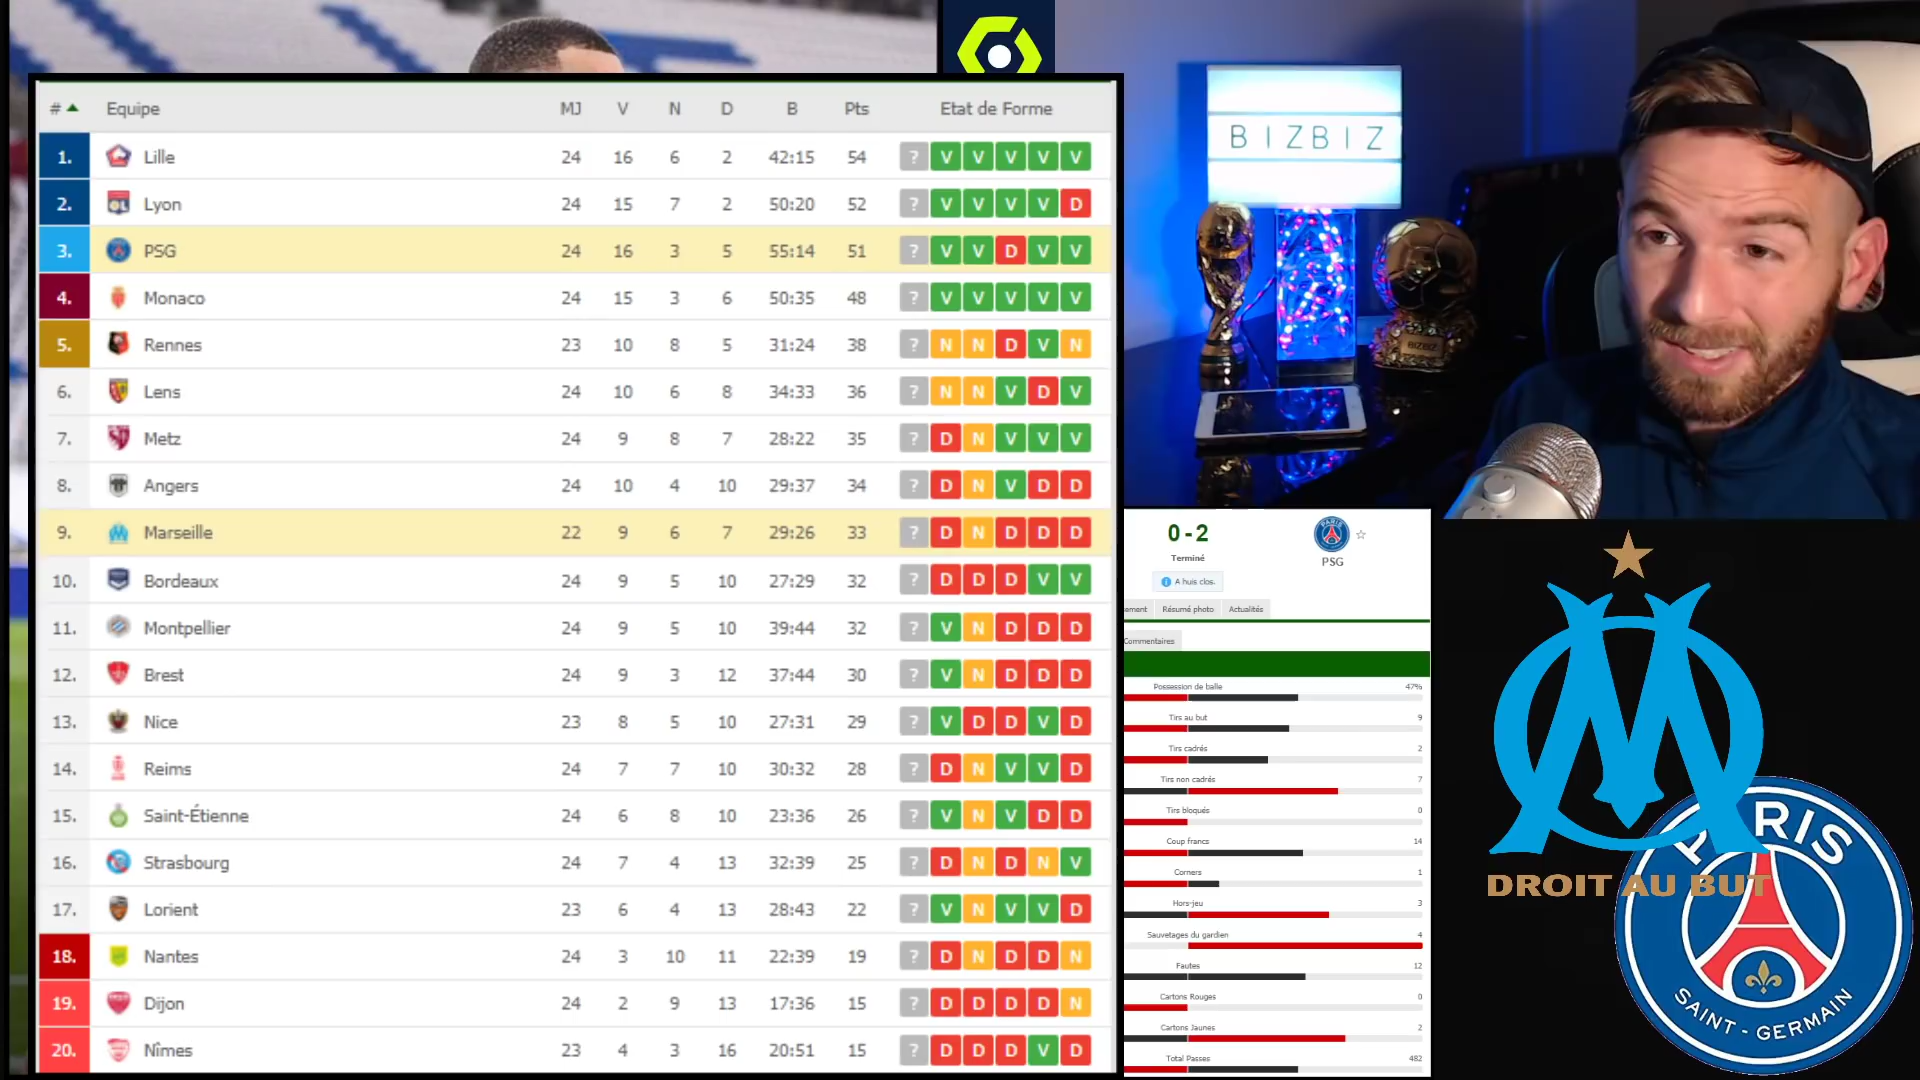 # Equipe MJ V N D B Pts Etat de Forme
1. Lille 24 16 6 2 42:15 54 ? V V V V V
2. Lyon 24 15 7 2 50:20 52 ? V V V V D
3. PSG 24 16 3 5 55:14 51 ? V V D V V
4. Monaco 24 15 3 6 50:35 48 ? V V V V V
5. Rennes 23 10 8 5 31:24 38 ? N N D V N
6. Lens 24 10 6 8 34:33 36 ? N N V D V
7. Metz 24 9 8 7 28:22 35 ? D N V V V
8. Angers 24 10 4 10 29:37 34 ? D N V D D
9. Marseille 22 9 6 7 29:26 33 ? D N D D D
10. Bordeaux 24 9 5 10 27:29 32 ? D D D V V
11. Montpellier 24 9 5 10 39:44 32 ? V N D D D
12. Brest 24 9 3 12 37:44 30 ? V N D D D
13. Nice 23 8 5 10 27:31 29 ? V D D V D
14. Reims 24 7 7 10 30:32 28 ? D N V V D
15. Saint-Étienne 24 6 8 10 23:36 26 ? V N V D D
16. Strasbourg 24 7 4 13 32:39 25 ? D N D N V
17. Lorient 23 6 4 13 28:43 22 ? V N V V D
18. Nantes 24 3 10 11 22:39 19 ? D N D D N
19. Dijon 24 2 9 13 17:36 15 ? D D D D N
20. Nîmes 23 4 3 16 20:51 15 ? D D D V D
BIZBIZ
BIZBIZ
0 - 2
Terminé
PSG
A huis clos.
Résumé photo Actualités
Commentaires
Possession de balle 47%
Tirs au but 9
Tirs cadrés 2
Tirs non cadrés 7
Tirs bloqués 0
Coup francs 14
Corners 1
Hors-jeu 3
Sauvetages du gardien 4
Fautes 12
Cartons Rouges 0
Cartons Jaunes 2
Total Passes 482
DROIT AU BUT
PARIS
SAINT-GERMAIN